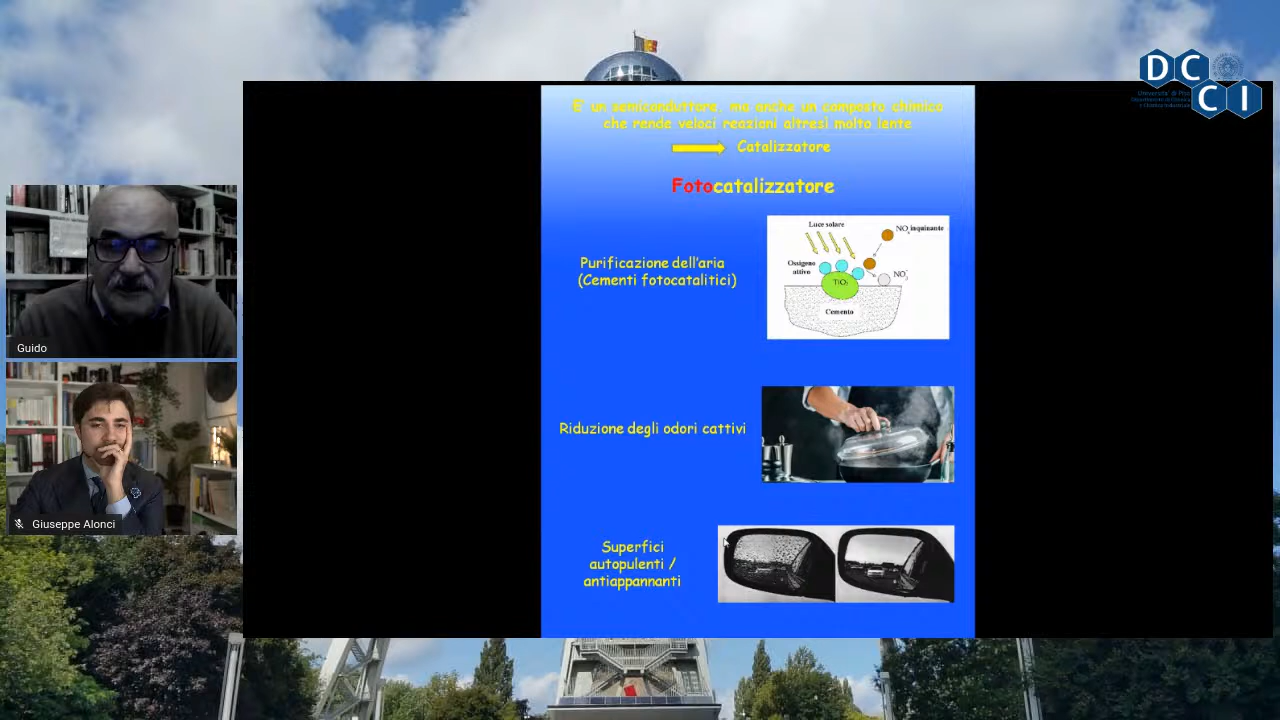 DC
CI
E' un semiconduttore, ma anche un composto chimico
che rende veloci reazioni altresì molto lente
Catalizzatore
Fotocatalizzatore
Purificazione dell'aria
(Cementi fotocatalitici)
Luce solare
NOx inquinante
Ossigeno
attivo
TiO2
NO3-
Cemento
Riduzione degli odori cattivi
Superfici
autopulenti /
antiappannanti
Guido
Giuseppe Alonci